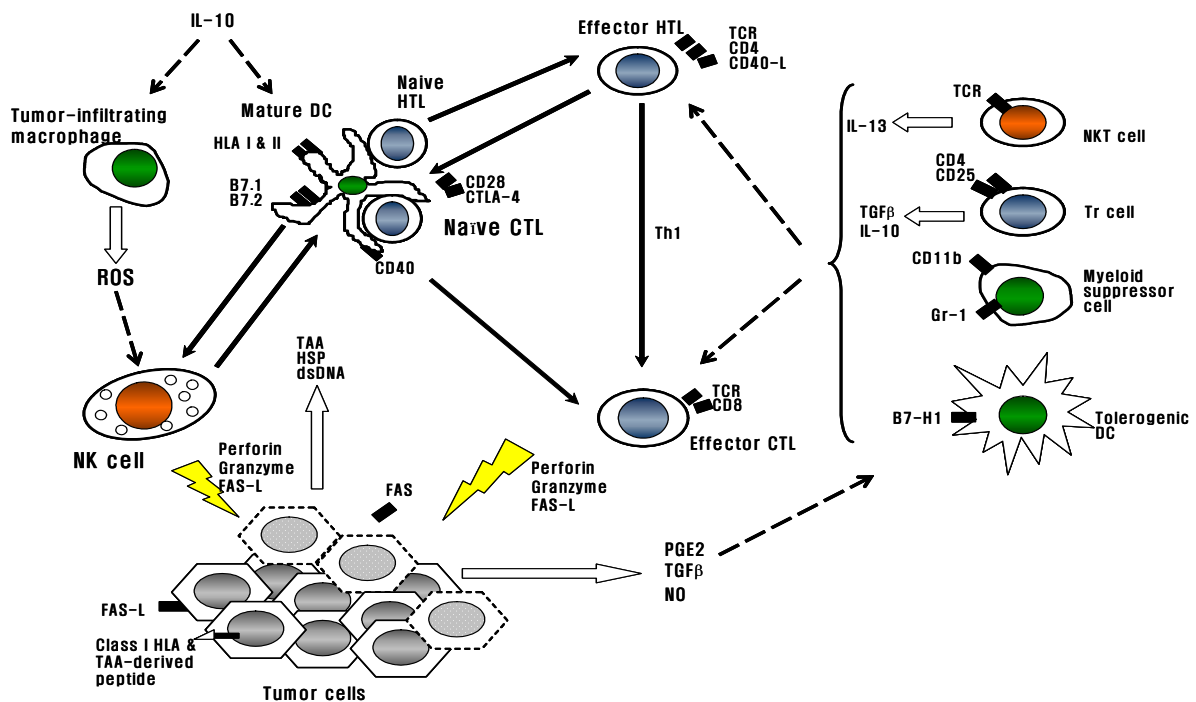 IL-10
Effector HTL
TCR
CD4
CD40-L
Naive
HTL
Mature DC
Tumor-infiltrating
macrophage
HLA I & II
B7.1
B7.2
CD28
CTLA-4
Naïve CTL
CD40
ROS
Th1
TCR
IL-13
NKT cell
CD4
CD25
TGFβ
IL-10
Tr cell
CD11b
Myeloid
suppressor
cell
Gr-1
TAA
HSP
dsDNA
TCR
CD8
Effector CTL
B7-H1
Tolerogenic
DC
NK cell
Perforin
Granzyme
FAS-L
FAS
Perforin
Granzyme
FAS-L
PGE2
TGFβ
NO
FAS-L
Class I HLA &
TAA-derived
peptide
Tumor cells